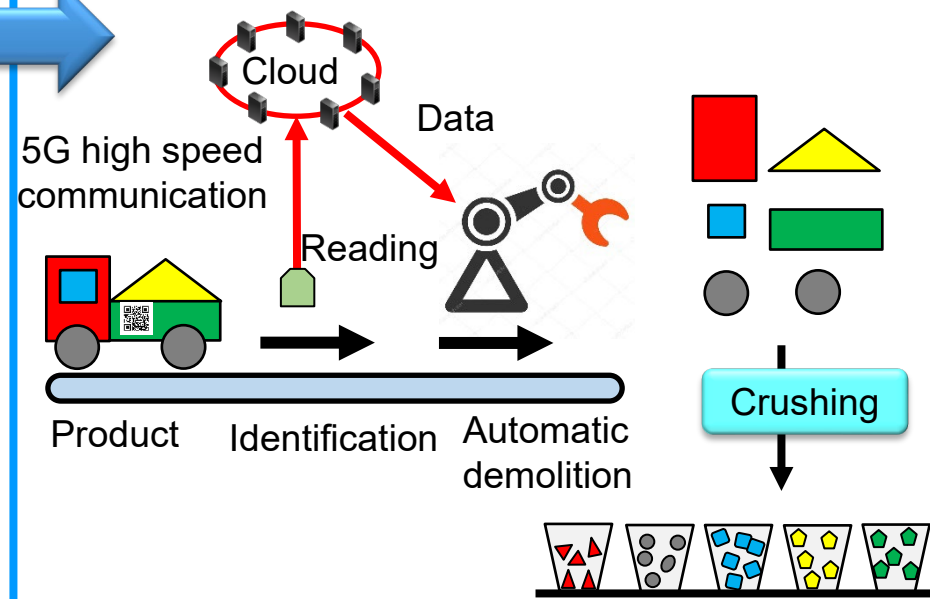 Cloud
Data
5G high speed
communication
Reading
Product
Identification
Automatic
demolition
Crushing